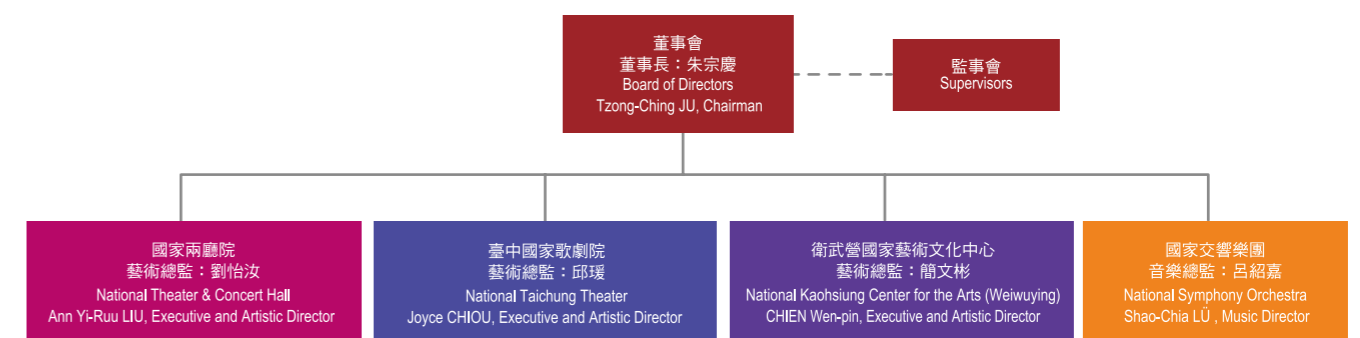 董事會
董事長：朱宗慶
Board of Directors
Tzong-Ching JU, Chairman
監事會
Supervisors
國家兩廳院
藝術總監：劉怡汝
National Theater & Concert Hall
Ann Yi-Ruu LIU, Executive and Artistic Director
臺中國家歌劇院
藝術總監：邱瑗
National Taichung Theater
Joyce CHIOU, Executive and Artistic Director
衛武營國家藝術文化中心
藝術總監：簡文彬
National Kaohsiung Center for the Arts (Weiwuying)
CHIEN Wen-pin, Executive and Artistic Director
國家交響樂團
音樂總監：呂紹嘉
National Symphony Orchestra
Shao-Chia LÜ , Music Director